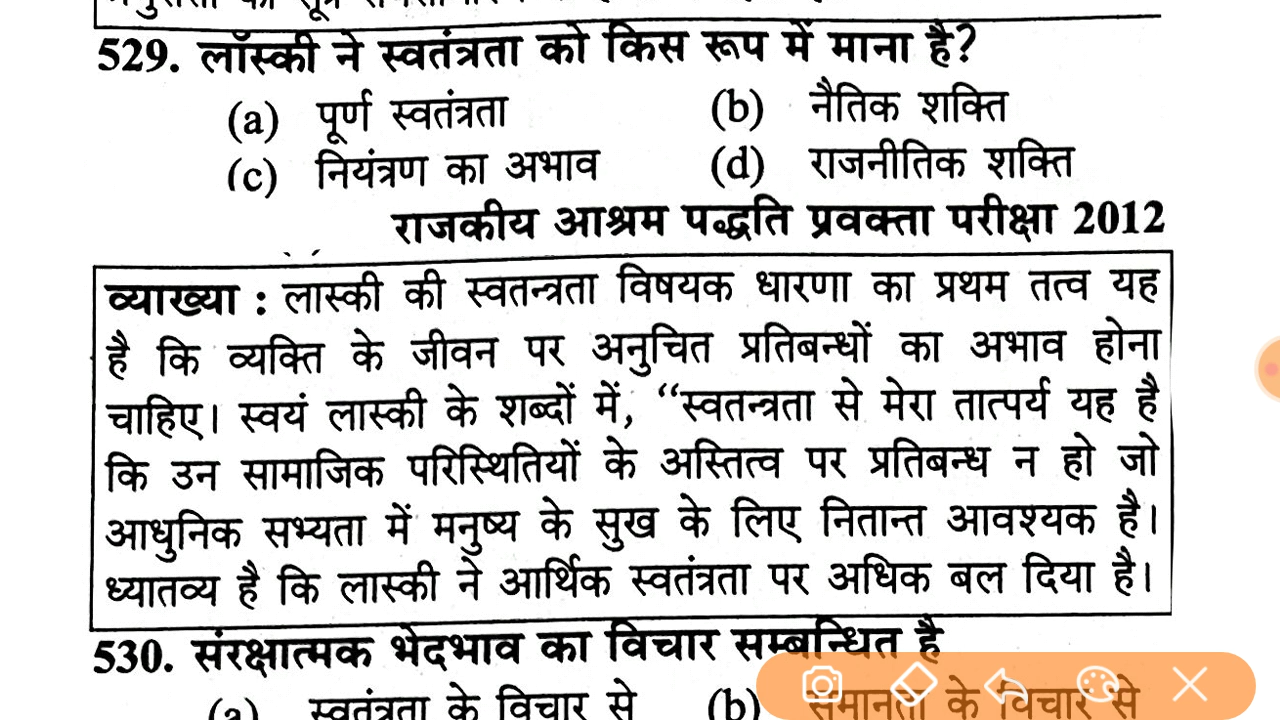 529. लॉस्की ने स्वतंत्रता को किस रूप में माना है?
(a) पूर्ण स्वतंत्रता (b) नैतिक शक्ति
(c) नियंत्रण का अभाव (d) राजनीतिक शक्ति
राजकीय आश्रम पद्धति प्रवक्ता परीक्षा 2012
व्याख्या : लास्की की स्वतन्त्रता विषयक धारणा का प्रथम तत्व यह
है कि व्यक्ति के जीवन पर अनुचित प्रतिबन्धों का अभाव होना
चाहिए। स्वयं लास्की के शब्दों में, “स्वतन्त्रता से मेरा तात्पर्य यह है
कि उन सामाजिक परिस्थितियों के अस्तित्व पर प्रतिबन्ध न हो जो
आधुनिक सभ्यता में मनुष्य के सुख के लिए नितान्त आवश्यक है।
ध्यातव्य है कि लास्की ने आर्थिक स्वतंत्रता पर अधिक बल दिया है।
530. संरक्षात्मक भेदभाव का विचार सम्बन्धित है
(a) स्वतंत्रता के विचार से (b) समानता के विचार से